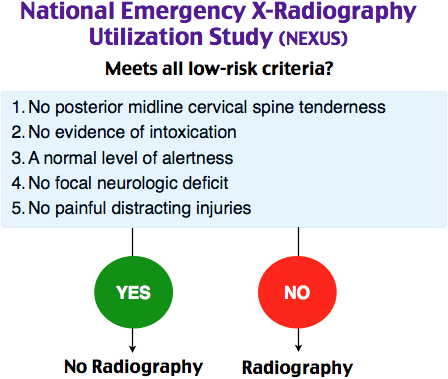 National Emergency X-Radiography
Utilization Study (NEXUS)
Meets all low-risk criteria?
1. No posterior midline cervical spine tenderness
2. No evidence of intoxication
3. A normal level of alertness
4. No focal neurologic deficit
5. No painful distracting injuries
YES
NO
No Radiography
Radiography